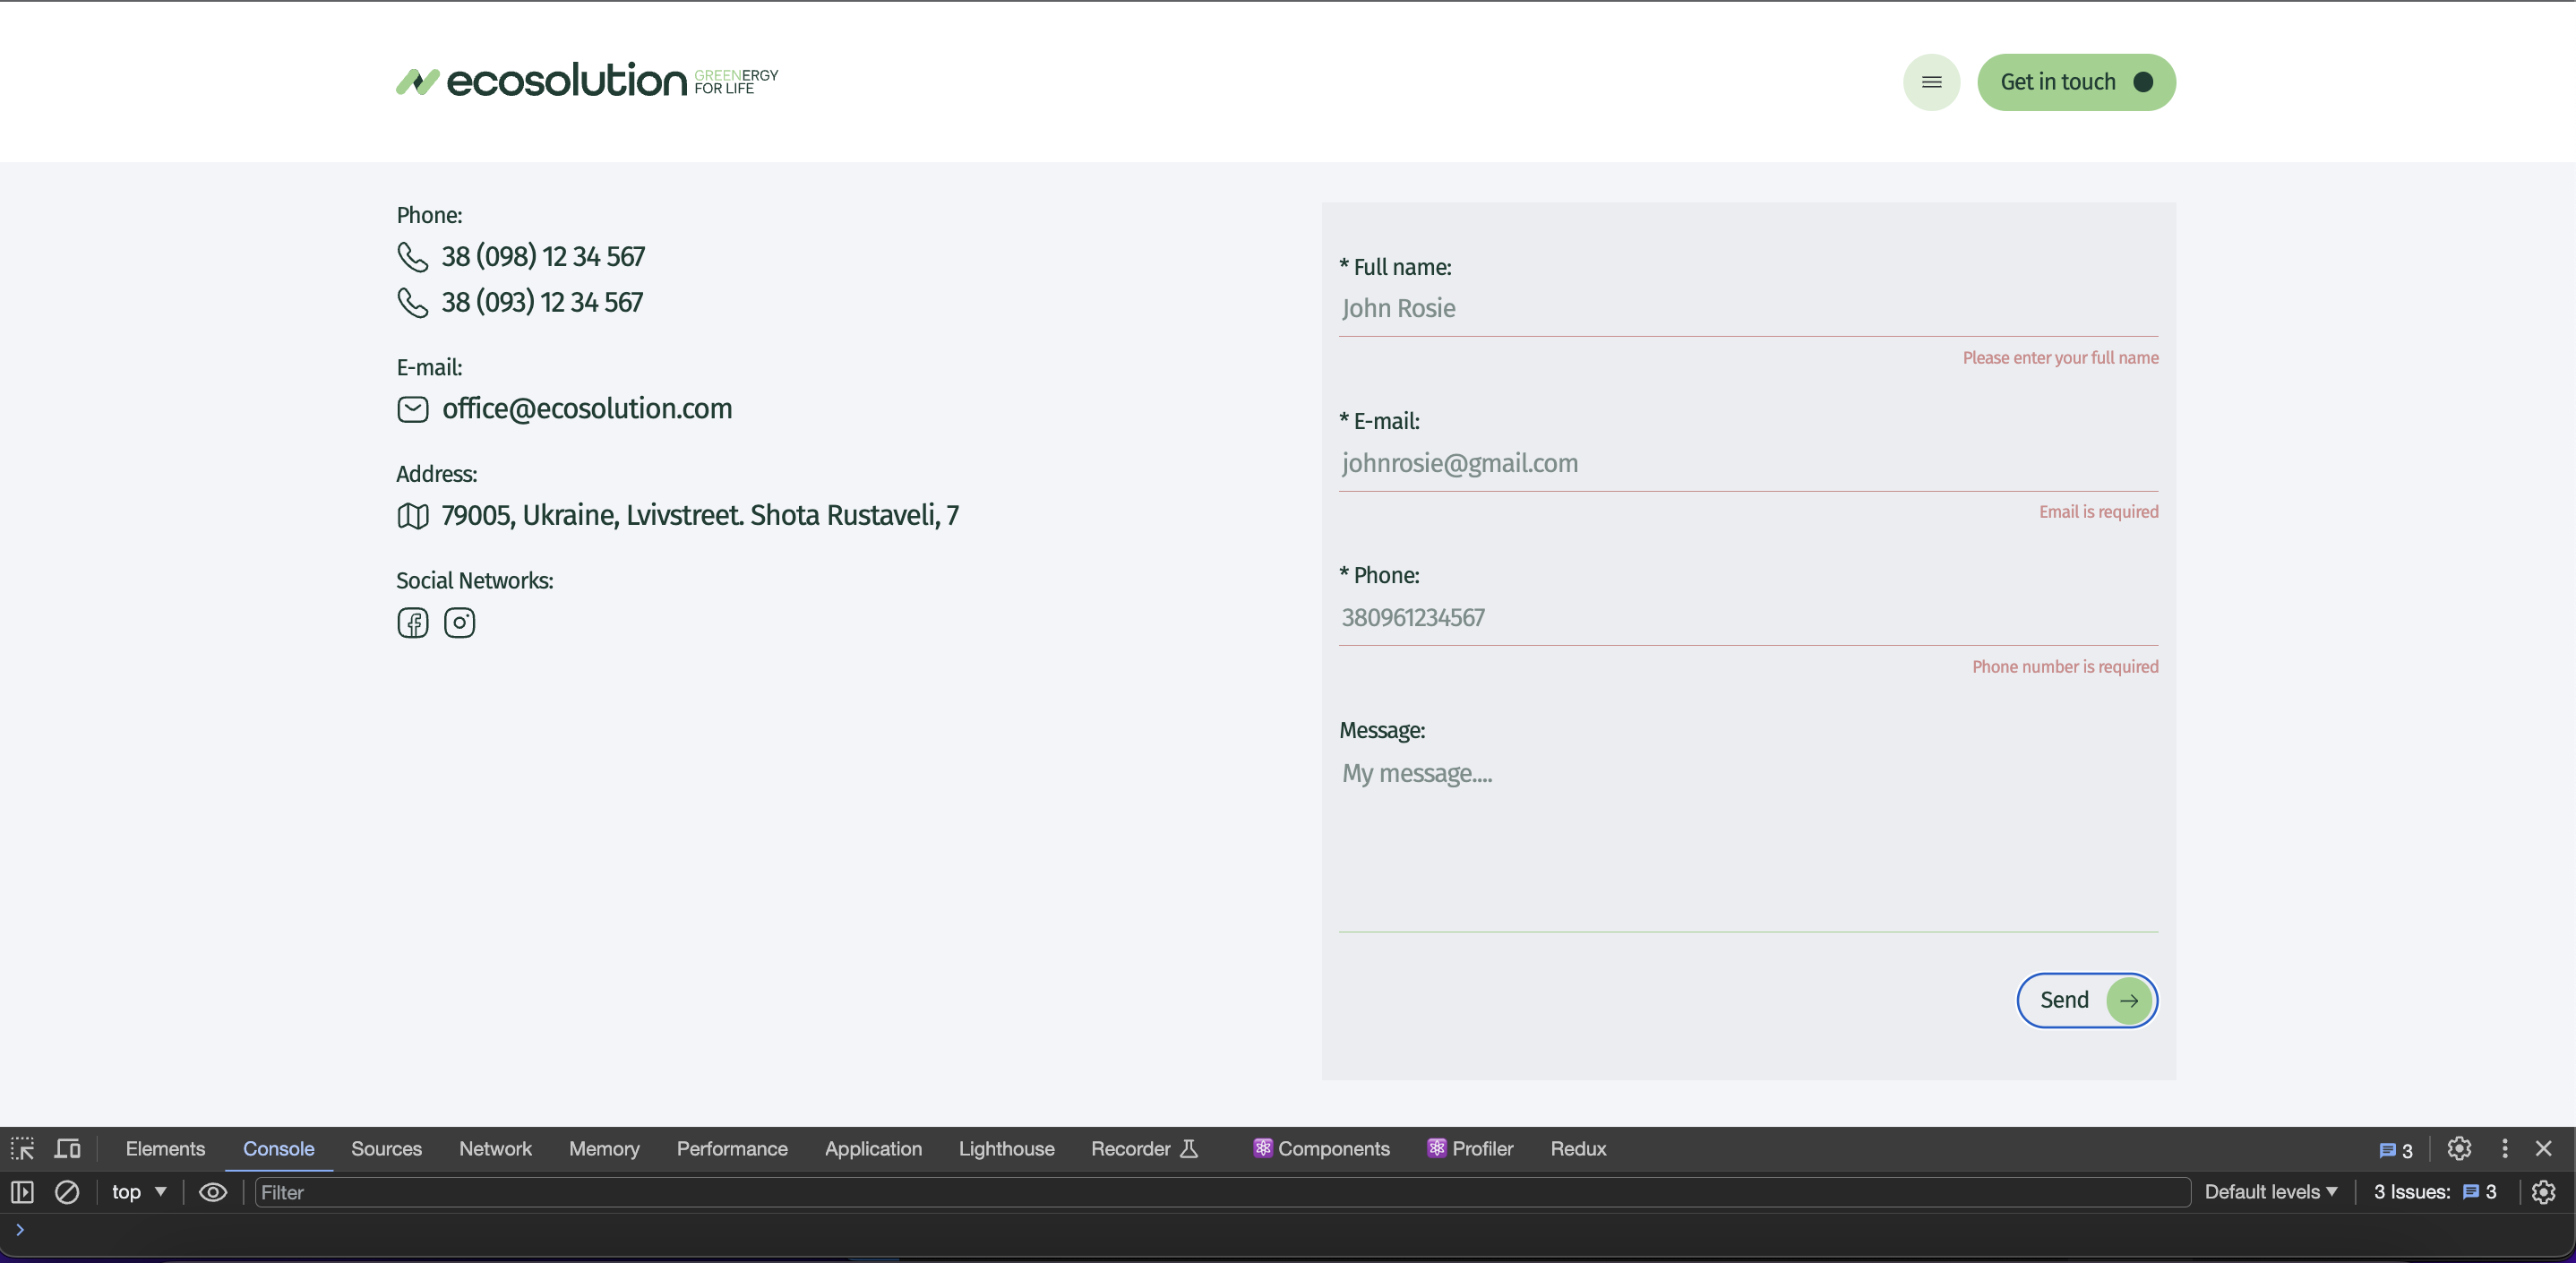 ecosolution GREENERGY
FOR LIFE
Get in touch
Phone:
38 (098) 12 34 567
38 (093) 12 34 567
E-mail:
office@ecosolution.com
Address:
79005, Ukraine, Lvivstreet. Shota Rustaveli, 7
Social Networks:
* Full name:
John Rosie
Please enter your full name
* E-mail:
johnrosie@gmail.com
Email is required
* Phone:
380961234567
Phone number is required
Message:
My message....
Send
Elements Console Sources Network Memory Performance Application Lighthouse Recorder Components Profiler Redux 3
top Filter Default levels 3 Issues: 3